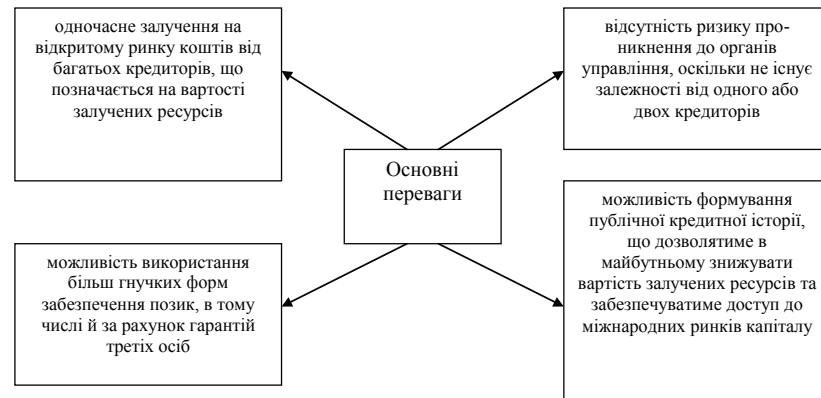 одночасне залучення на
відкритому ринку коштів від
багатьох кредиторів, що
позначається на вартості
залучених ресурсів
відсутність ризику про-
никнення до органів
управління, оскільки не існує
залежності від одного або
двох кредиторів
Основні
переваги
можливість використання
більш гнучких форм
забезпечення позик, в тому
числі й за рахунок гарантій
третіх осіб
можливість формування
публічної кредитної історії,
що дозволятиме в
майбутньому знижувати
вартість залучених ресурсів та
забезпечуватиме доступ до
міжнародних ринків капіталу